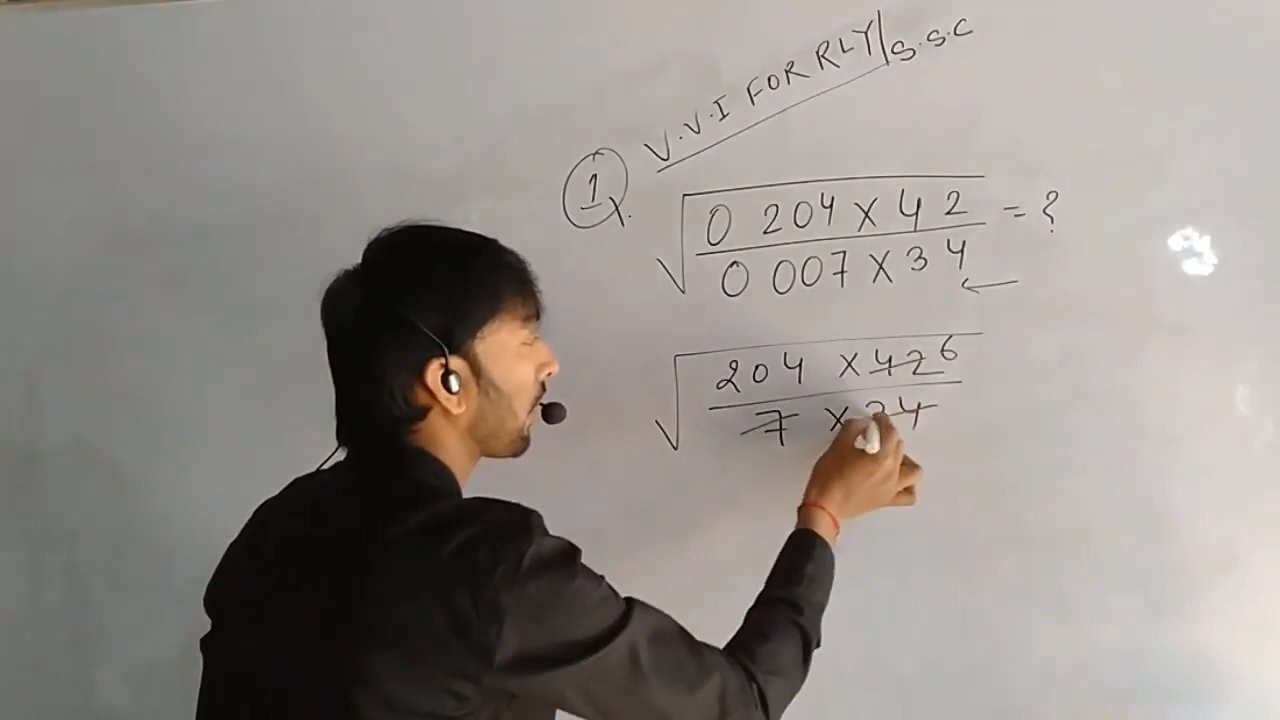 V.V.I FOR RLY/S.S.C
Q.1
√ 0 204 X 4 2 = ?
0 007 X 3 4
√ 204 X 42 6
7 X 34